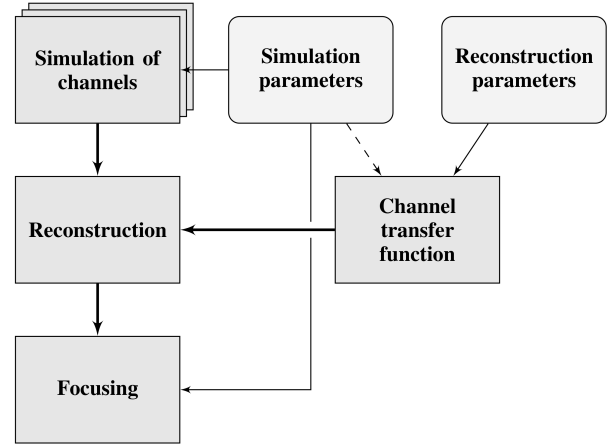 Simulation of
channels
Simulation
parameters
Reconstruction
parameters
Reconstruction
Channel
transfer
function
Focusing